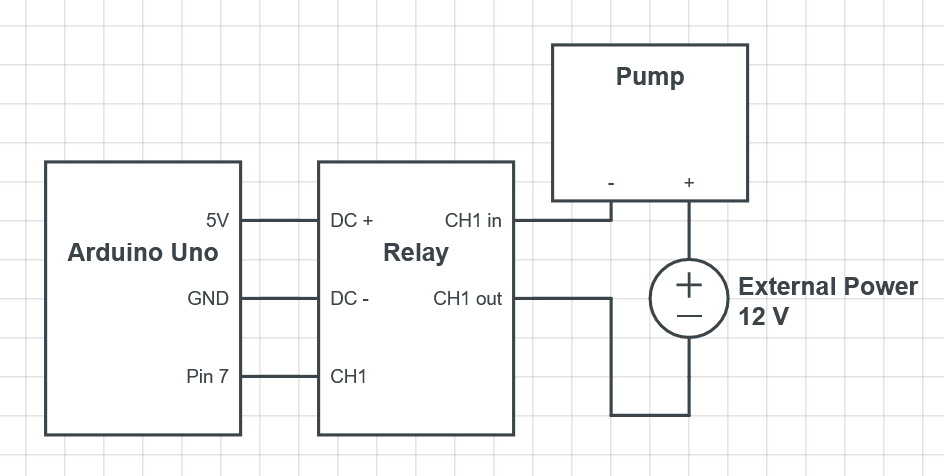 Pump
- +
5V DC + CH1 in
Arduino Uno Relay
GND DC - CH1 out
External Power
12 V
Pin 7 CH1